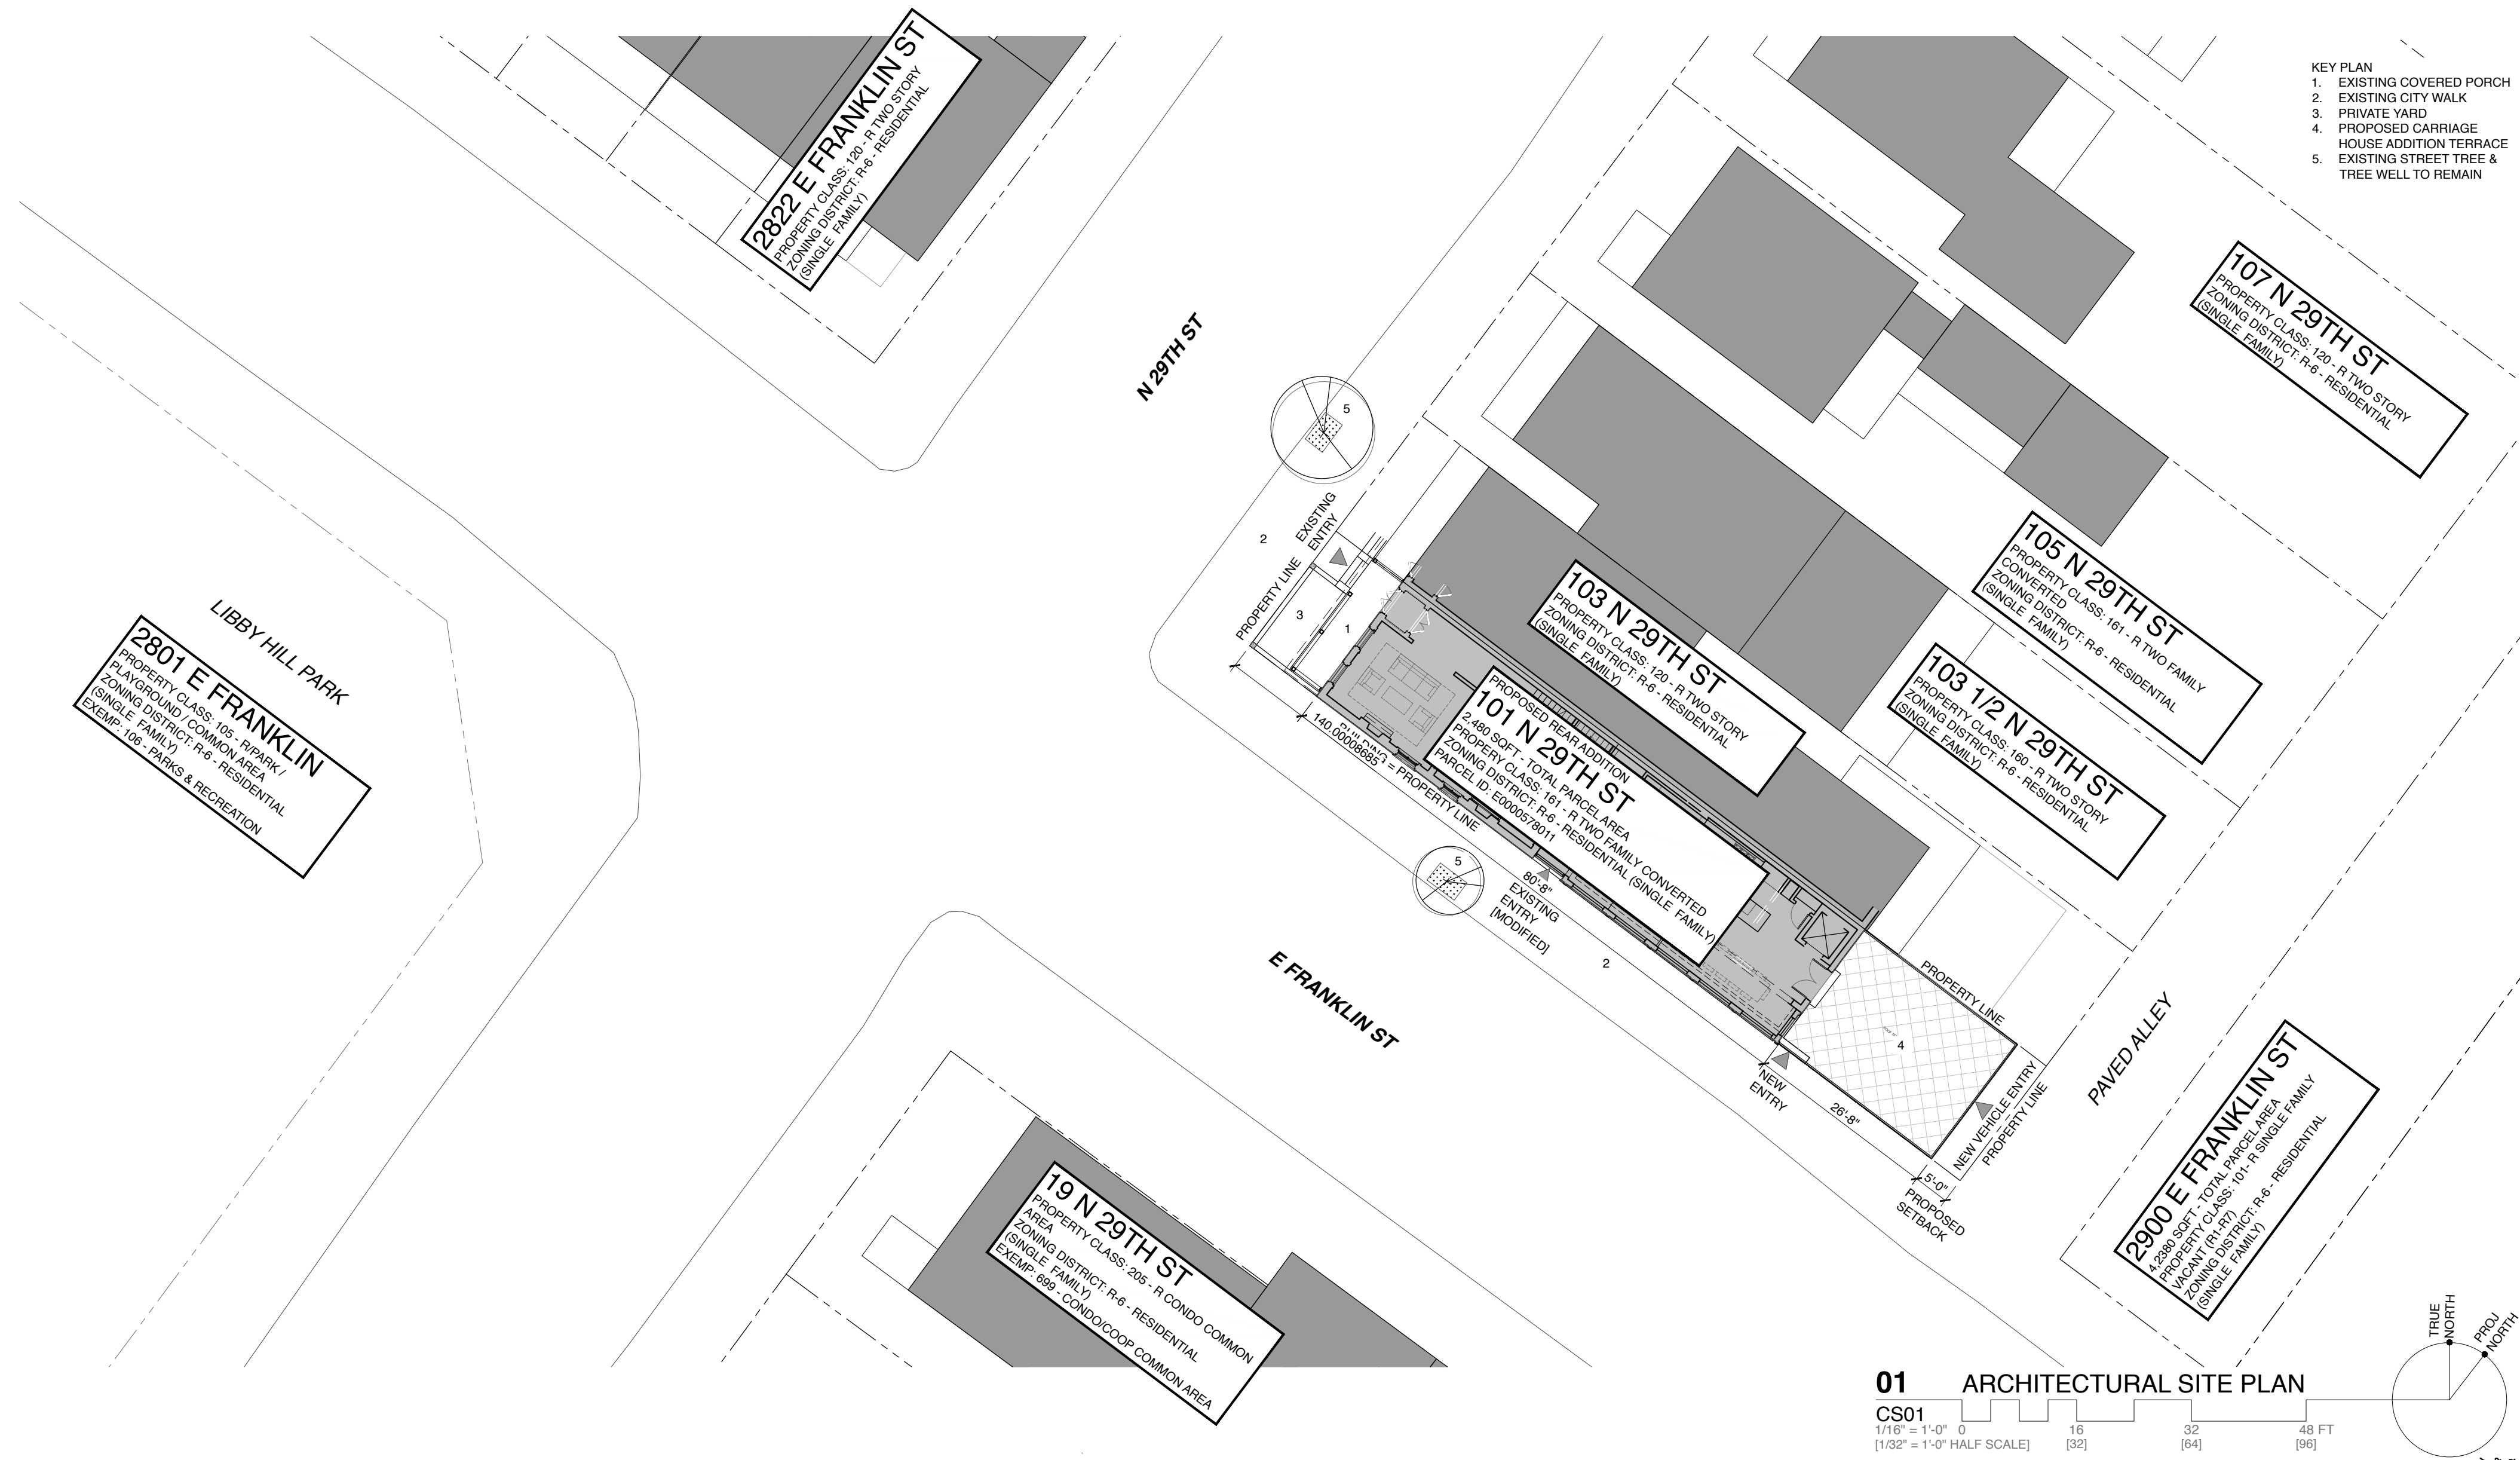 KEY PLAN
1. EXISTING COVERED PORCH
2. EXISTING CITY WALK
3. PRIVATE YARD
4. PROPOSED CARRIAGE
HOUSE ADDITION TERRACE
5. EXISTING STREET TREE &
TREE WELL TO REMAIN
2822 E FRANKLIN ST
PROPERTY CLASS: 120 - R TWO STORY
ZONING DISTRICT: R-6 - RESIDENTIAL
(SINGLE FAMILY)
107 N 29TH ST
PROPERTY CLASS: 120 - R TWO STORY
ZONING DISTRICT: R-6 - RESIDENTIAL
(SINGLE FAMILY)
N 29TH ST
5
2
EXISTING
ENTRY
PROPERTY LINE
3
1
105 N 29TH ST
PROPERTY CLASS: 161 - R TWO FAMILY
CONVERTED
ZONING DISTRICT: R-6 - RESIDENTIAL
(SINGLE FAMILY)
103 N 29TH ST
PROPERTY CLASS: 120 - R TWO STORY
ZONING DISTRICT: R-6 - RESIDENTIAL
(SINGLE FAMILY)
103 1/2 N 29TH ST
PROPERTY CLASS: 160 - R TWO STORY
ZONING DISTRICT: R-6 - RESIDENTIAL
(SINGLE FAMILY)
LIBBY HILL PARK
2801 E FRANKLIN
PROPERTY CLASS: 105 - R/PARK /
PLAYGROUND / COMMON AREA
ZONING DISTRICT: R-6 - RESIDENTIAL
(SINGLE FAMILY)
EXEMP: 106 - PARKS & RECREATION
PROPOSED REAR ADDITION
101 N 29TH ST
2,480 SQFT - TOTAL PARCEL AREA
PROPERTY CLASS: 161 - R TWO FAMILY CONVERTED
ZONING DISTRICT: R-6 - RESIDENTIAL (SINGLE FAMILY)
PARCEL ID: E0000578011
= PROPERTY LINE
140.00008685
5
80'-8"
EXISTING
ENTRY
[MODIFIED]
2
E FRANKLIN ST
PROPERTY LINE
4
NEW
ENTRY
26'-8"
NEW VEHICLE ENTRY
PROPERTY LINE
5'-0"
PROPOSED
SETBACK
PAVED ALLEY
2900 E FRANKLIN ST
4,2380 SQFT - TOTAL PARCEL AREA
PROPERTY CLASS: 101- R SINGLE FAMILY
VACANT (R1-R7)
ZONING DISTRICT: R-6 - RESIDENTIAL
(SINGLE FAMILY)
19 N 29TH ST
PROPERTY CLASS: 205 - R CONDO COMMON
AREA
ZONING DISTRICT: R-6 - RESIDENTIAL
(SINGLE FAMILY)
EXEMP: 699 - CONDO/COOP COMMON AREA
TRUE
NORTH
PROJ
NORTH
01 ARCHITECTURAL SITE PLAN
CS01
1/16" = 1'-0" 0 16 32 48 FT
[1/32" = 1'-0" HALF SCALE] [32] [64] [96]